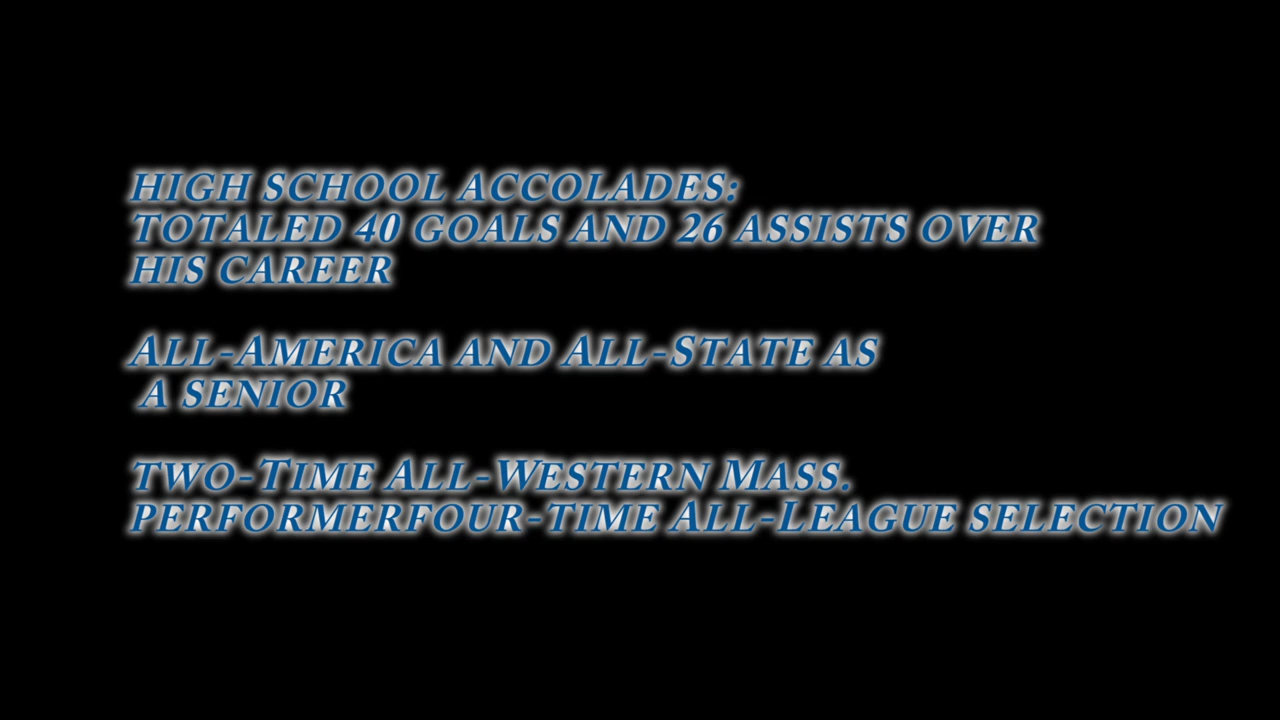 HIGH SCHOOL ACCOLADES:
TOTALED 40 GOALS AND 26 ASSISTS OVER
HIS CAREER
ALL-AMERICA AND ALL-STATE AS
A SENIOR
TWO-TIME ALL-WESTERN MASS.
PERFORMERFOUR-TIME ALL-LEAGUE SELECTION